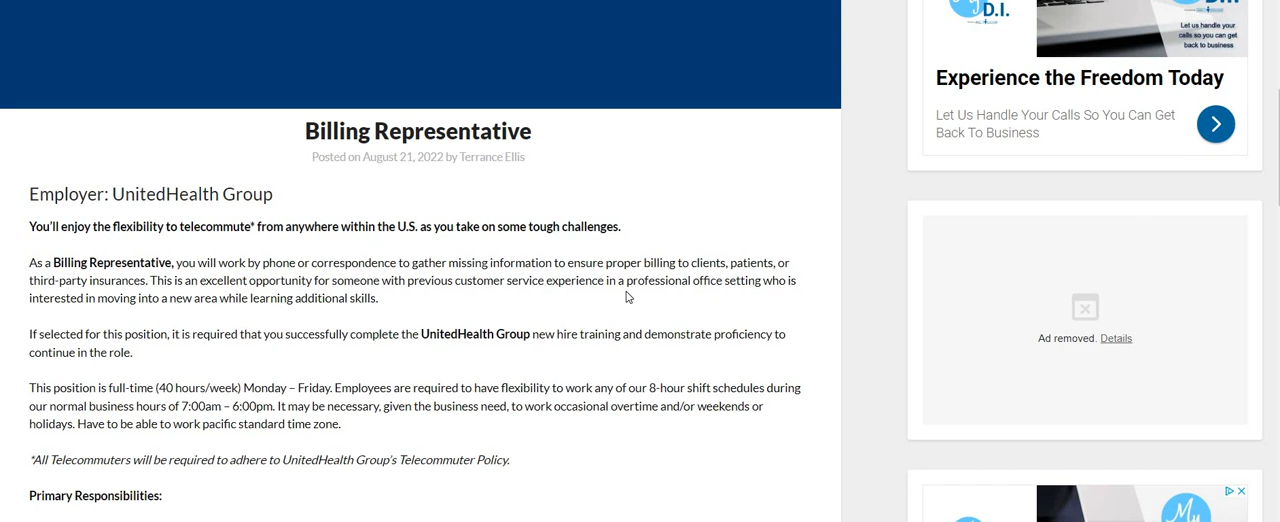 D.I.
Let us handle your
calls so you can get
back to business
Experience the Freedom Today
Let Us Handle Your Calls So You Can Get
Back To Business
Billing Representative
Posted on August 21, 2022 by Terrance Ellis
Employer: UnitedHealth Group
You’ll enjoy the flexibility to telecommute* from anywhere within the U.S. as you take on some tough challenges.
As a Billing Representative, you will work by phone or correspondence to gather missing information to ensure proper billing to clients, patients, or
third-party insurances. This is an excellent opportunity for someone with previous customer service experience in a professional office setting who is
interested in moving into a new area while learning additional skills.
If selected for this position, it is required that you successfully complete the UnitedHealth Group new hire training and demonstrate proficiency to
continue in the role.
This position is full-time (40 hours/week) Monday – Friday. Employees are required to have flexibility to work any of our 8-hour shift schedules during
our normal business hours of 7:00am – 6:00pm. It may be necessary, given the business need, to work occasional overtime and/or weekends or
holidays. Have to be able to work pacific standard time zone.
*All Telecommuters will be required to adhere to UnitedHealth Group’s Telecommuter Policy.
Primary Responsibilities:
Ad removed. Details
My